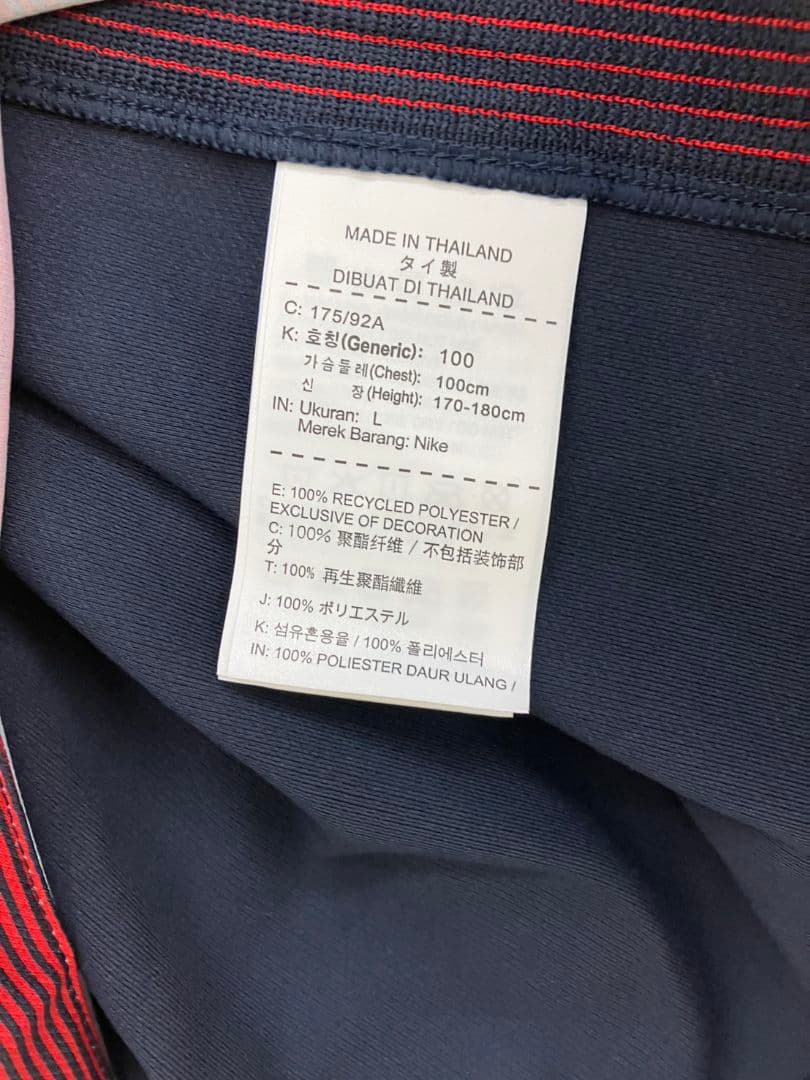 MADE IN THAILAND
タイ製
DIBUAT DI THAILAND
C: 175/92A
K: 호칭(Generic): 100
가슴둘레(Chest): 100cm
신 장(Height): 170-180cm
IN: Ukuran: L
Merek Barang: Nike
E: 100% RECYCLED POLYESTER /
EXCLUSIVE OF DECORATION
C: 100% 聚酯纤维 / 不包括装饰部
分
T: 100% 再生聚酯纖維
J: 100% ポリエステル
K: 섬유혼용율 / 100% 폴리에스터
IN: 100% POLIESTER DAUR ULANG /